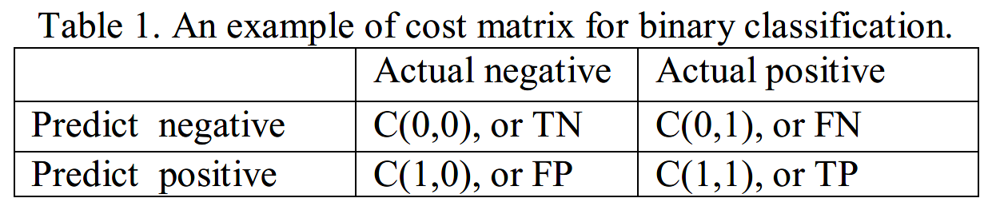 Table 1. An example of cost matrix for binary classification.
Actual negative Actual positive
Predict negative C(0,0), or TN C(0,1), or FN
Predict positive C(1,0), or FP C(1,1), or TP